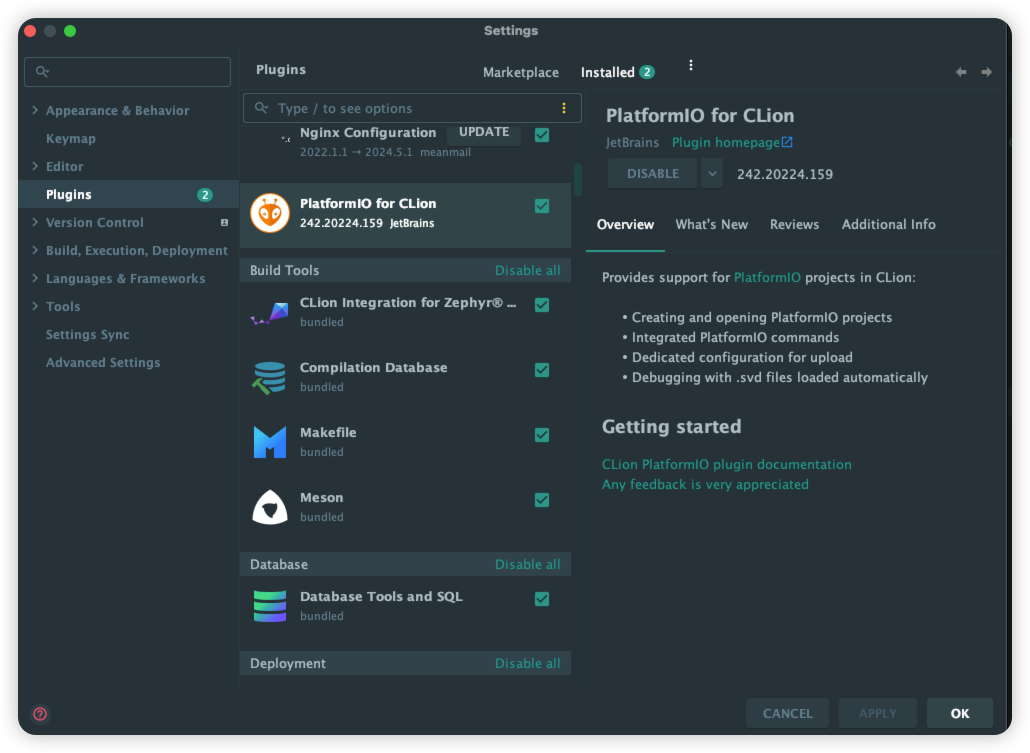 Settings
Appearance & Behavior
Keymap
Editor
Plugins
2
Version Control
Build, Execution, Deployment
Languages & Frameworks
Tools
Settings Sync
Advanced Settings
Plugins
Marketplace
Installed 2
Type / to see options
Nginx Configuration UPDATE
2022.1.1 → 2024.5.1 meanmail
PlatformIO for CLion
242.20224.159 JetBrains
Build Tools Disable all
CLion Integration for Zephyr® ...
bundled
Compilation Database
bundled
Makefile
bundled
Meson
bundled
Database Disable all
Database Tools and SQL
bundled
Deployment Disable all
PlatformIO for CLion
JetBrains Plugin homepage
DISABLE 242.20224.159
Overview What's New Reviews Additional Info
Provides support for PlatformIO projects in CLion:
• Creating and opening PlatformIO projects
• Integrated PlatformIO commands
• Dedicated configuration for upload
• Debugging with .svd files loaded automatically
Getting started
CLion PlatformIO plugin documentation
Any feedback is very appreciated
?
CANCEL APPLY OK